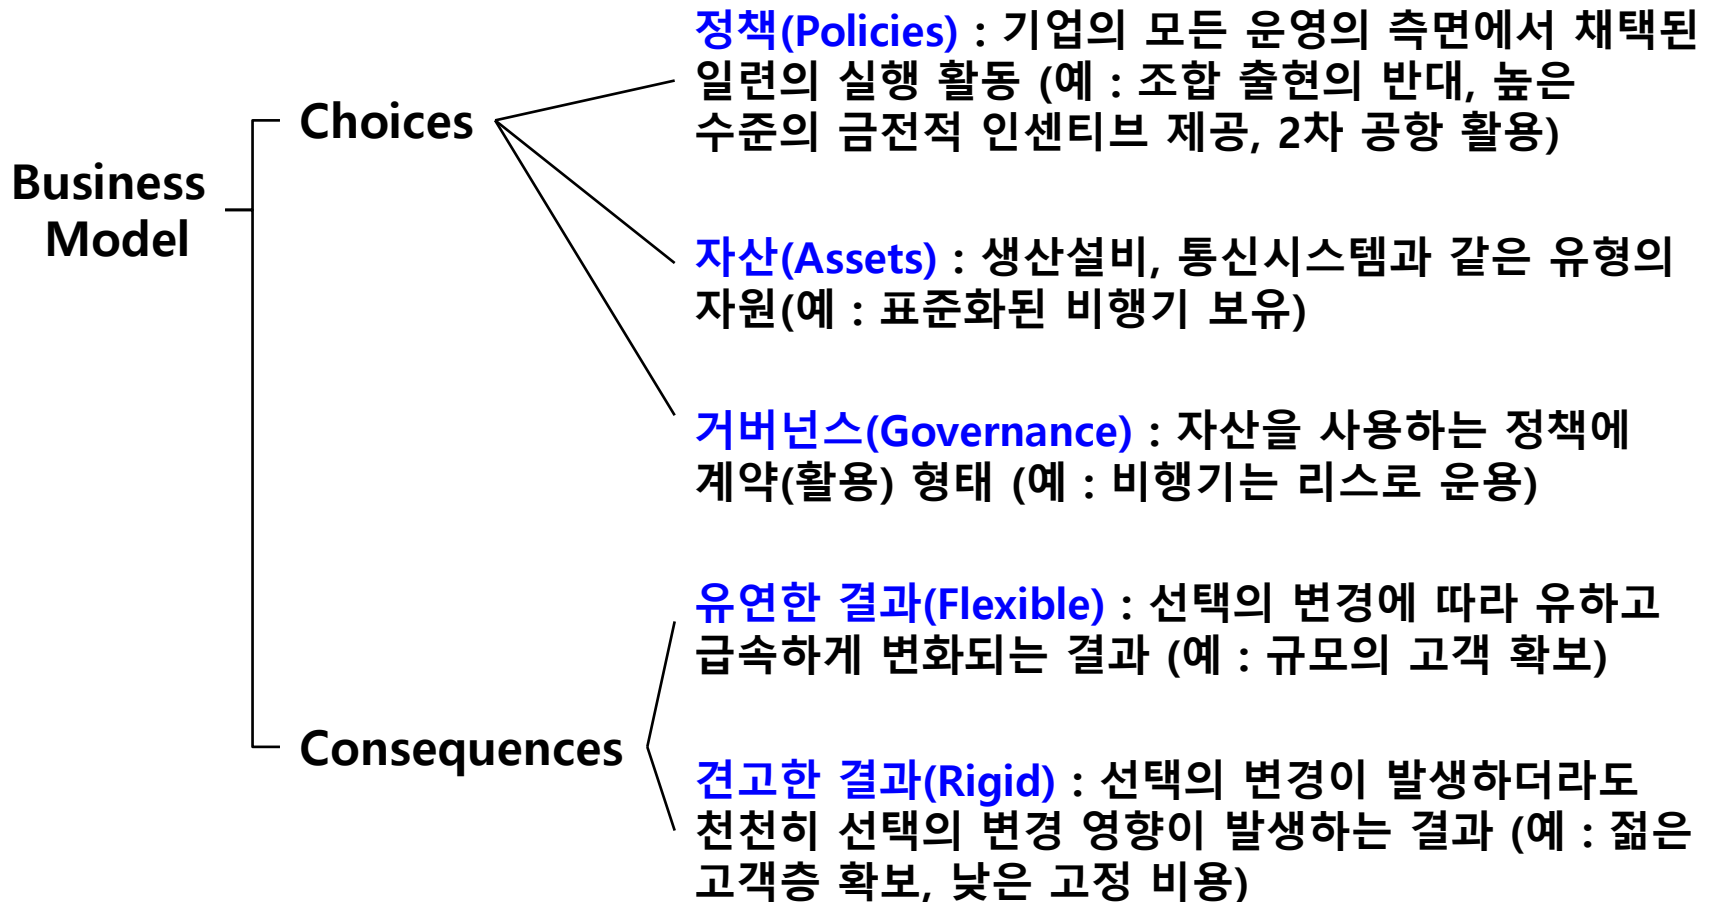 Business
Model
Choices
정책(Policies) : 기업의 모든 운영의 측면에서 채택된
일련의 실행 활동 (예 : 조합 출현의 반대, 높은
수준의 금전적 인센티브 제공, 2차 공항 활용)
자산(Assets) : 생산설비, 통신시스템과 같은 유형의
자원(예 : 표준화된 비행기 보유)
거버넌스(Governance) : 자산을 사용하는 정책에
계약(활용) 형태 (예 : 비행기는 리스로 운용)
Consequences
유연한 결과(Flexible) : 선택의 변경에 따라 유하고
급속하게 변화되는 결과 (예 : 규모의 고객 확보)
견고한 결과(Rigid) : 선택의 변경이 발생하더라도
천천히 선택의 변경 영향이 발생하는 결과 (예 : 젊은
고객층 확보, 낮은 고정 비용)